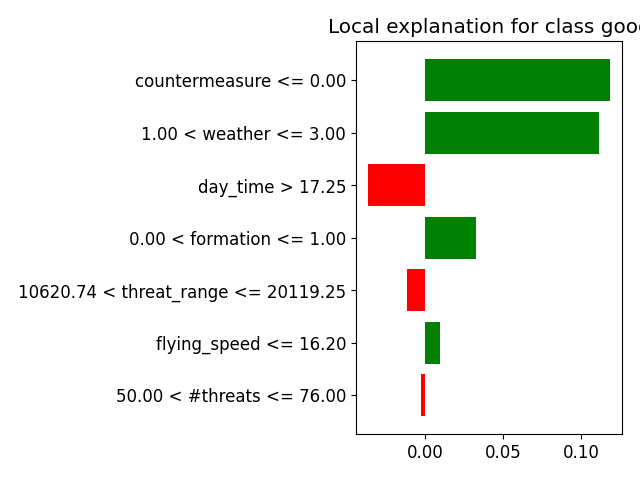 Local explanation for class goo
countermeasure <= 0.00
1.00 < weather <= 3.00
day_time > 17.25
0.00 < formation <= 1.00
10620.74 < threat_range <= 20119.25
flying_speed <= 16.20
50.00 < #threats <= 76.00
0.00 0.05 0.10